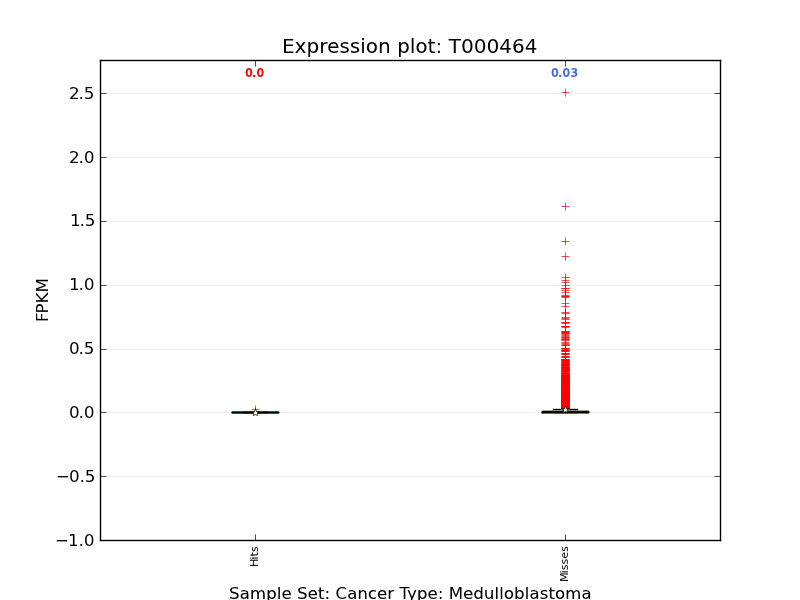 Expression plot: T000464
0.0
0.03
2.5
2.0
1.5
1.0
0.5
0.0
−0.5
−1.0
FPKM
Hits
Misses
Sample Set: Cancer Type: Medulloblastoma